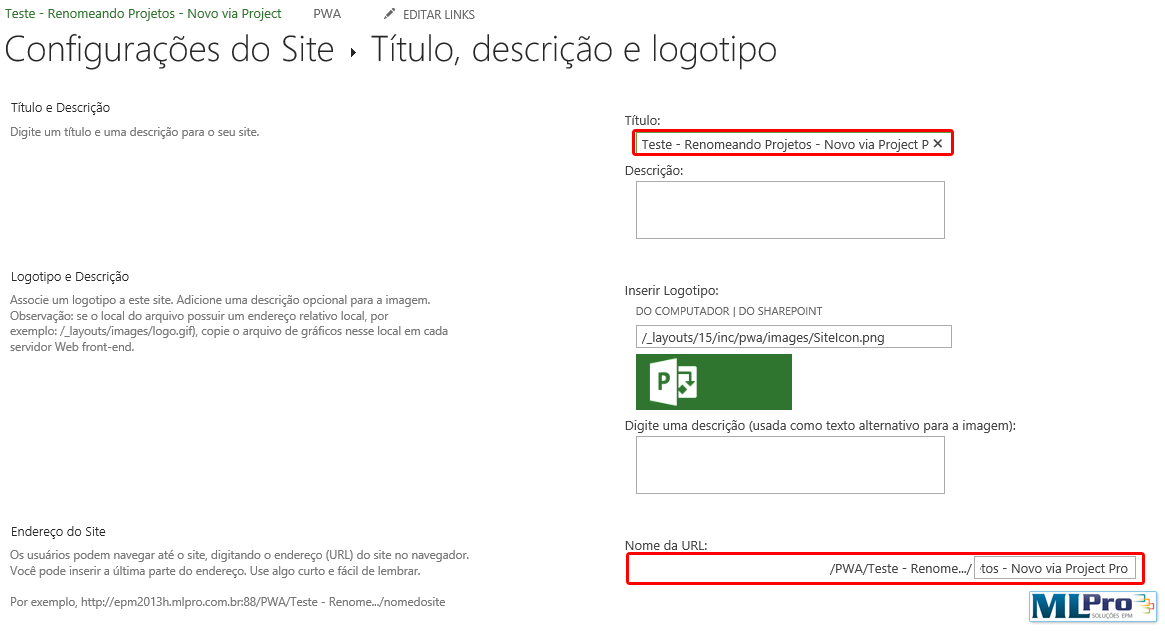 Teste - Renomeando Projetos - Novo via Project PWA EDITAR LINKS
Configurações do Site ▸ Título, descrição e logotipo
Título e Descrição
Digite um título e uma descrição para o seu site.
Título:
Teste - Renomeando Projetos - Novo via Project P ✕
Descrição:
Logotipo e Descrição
Associe um logotipo a este site. Adicione uma descrição opcional para a imagem.
Observação: se o local do arquivo possuir um endereço relativo local, por
exemplo: /_layouts/images/logo.gif), copie o arquivo de gráficos nesse local em cada
servidor Web front-end.
Inserir Logotipo:
DO COMPUTADOR | DO SHAREPOINT
/_layouts/15/inc/pwa/images/SiteIcon.png
P
Digite uma descrição (usada como texto alternativo para a imagem):
Endereço do Site
Os usuários podem navegar até o site, digitando o endereço (URL) do site no navegador.
Você pode inserir a última parte do endereço. Use algo curto e fácil de lembrar.
Por exemplo, http://epm2013h.mlpro.com.br:88/PWA/Teste - Renome.../nomedosite
Nome da URL:
/PWA/Teste - Renome.../ tos - Novo via Project Pro
MLPro
SOLUÇÕES EPM